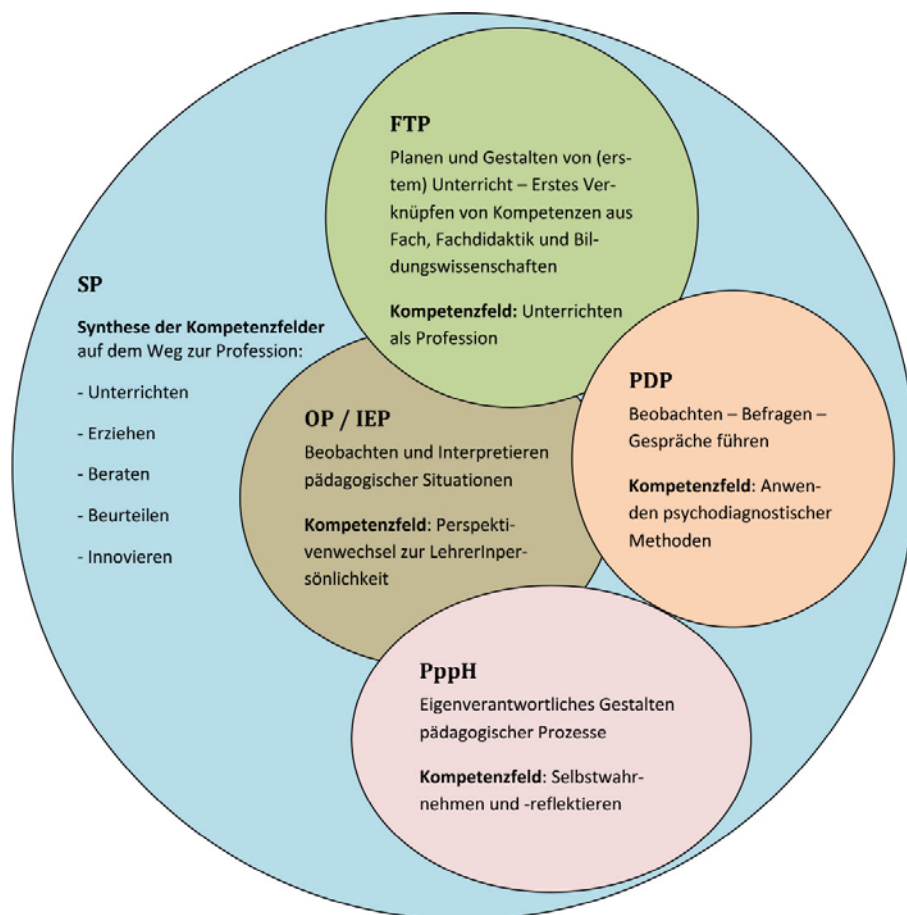 FTP
Planen und Gestalten von (ers-
tem) Unterricht – Erstes Ver-
knüpfen von Kompetenzen aus
Fach, Fachdidaktik und Bil-
dungswissenschaften
Kompetenzfeld: Unterrichten
als Profession
SP
Synthese der Kompetenzfelder
auf dem Weg zur Profession:
- Unterrichten
- Erziehen
- Beraten
- Beurteilen
- Innovieren
OP / IEP
Beobachten und Interpretieren
pädagogischer Situationen
Kompetenzfeld: Perspekti-
venwechsel zur LehrerInper-
sönlichkeit
PDP
Beobachten – Befragen –
Gespräche führen
Kompetenzfeld: Anwen-
den psychodiagnostischer
Methoden
PppH
Eigenverantwortliches Gestalten
pädagogischer Prozesse
Kompetenzfeld: Selbstwahr-
nehmen und -reflektieren